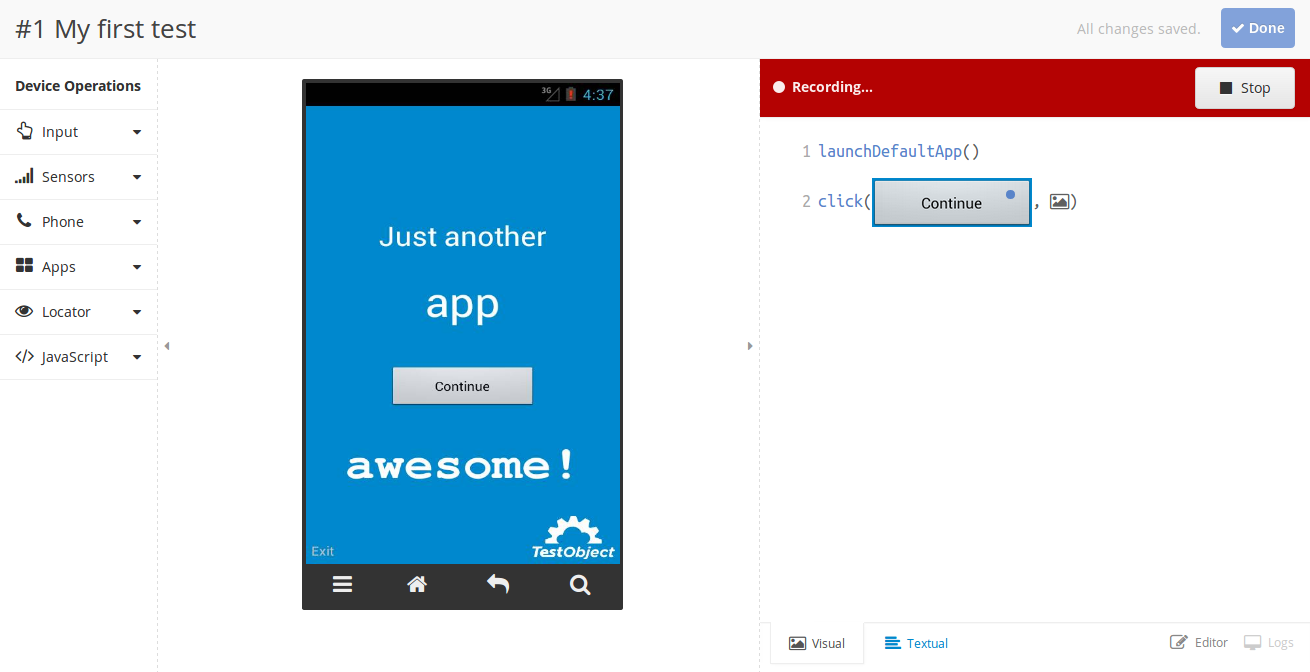 #1 My first test
All changes saved.
Done
Device Operations
Input
Sensors
Phone
Apps
Locator
JavaScript
3G
4:37
Just another
app
Continue
awesome!
TestObject
Exit
Recording...
Stop
1 launchDefaultApp()
2 click( Continue , )
Visual
Textual
Editor
Logs